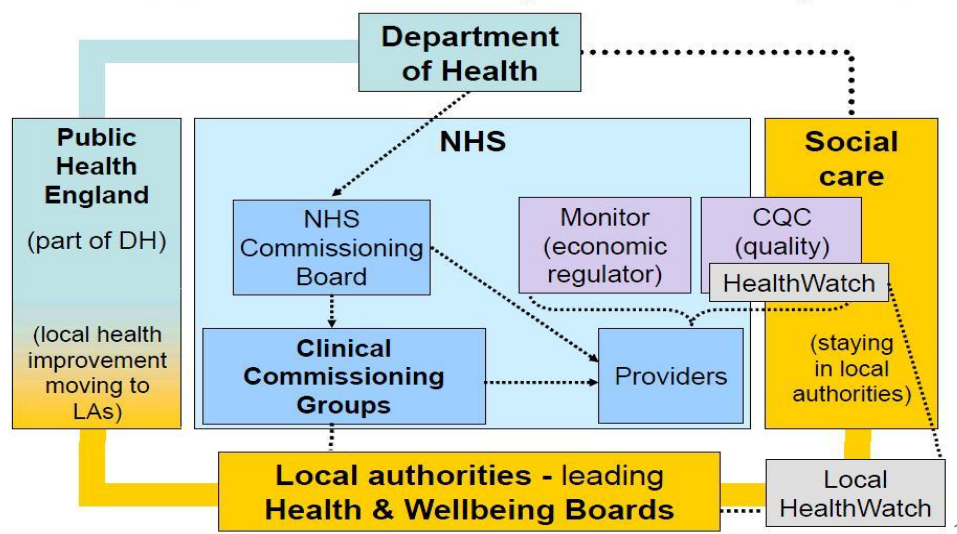 Department
of Health
Public
Health
England
(part of DH)
(local health
improvement
moving to
LAs)
NHS
NHS
Commissioning
Board
Clinical
Commissioning
Groups
Monitor
(economic
regulator)
CQC
(quality)
HealthWatch
Providers
Social
care
(staying
in local
authorities)
Local authorities - leading
Health & Wellbeing Boards
Local
HealthWatch